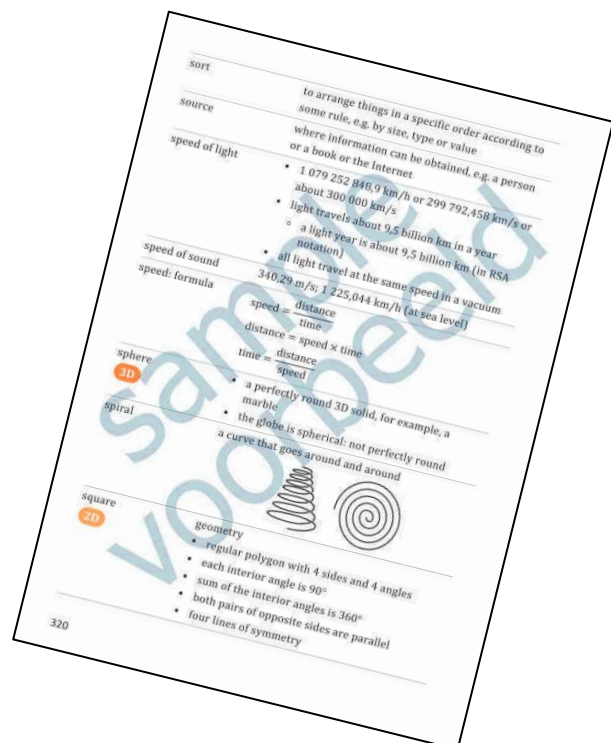 sort
to arrange things in a specific order according to
some rule, e.g. by size, type or value
source
where information can be obtained, e.g. a person
or a book or the Internet
speed of light
• 1 079 252 848,9 km/h or 299 792,458 km/s or
about 300 000 km/s
• light travels about 9,5 billion km in a year
○ a light year is about 9,5 billion km (in RSA
notation)
• all light travel at the same speed in a vacuum
speed of sound
340,29 m/s; 1 225,044 km/h (at sea level)
speed: formula
speed = distance
time
distance = speed × time
time = distance
speed
sphere
3D
• a perfectly round 3D solid, for example, a
marble
• the globe is spherical: not perfectly round
spiral
a curve that goes around and around
square
2D
geometry
• regular polygon with 4 sides and 4 angles
• each interior angle is 90°
• sum of the interior angles is 360°
• both pairs of opposite sides are parallel
• four lines of symmetry
320
sample
voorbeeld